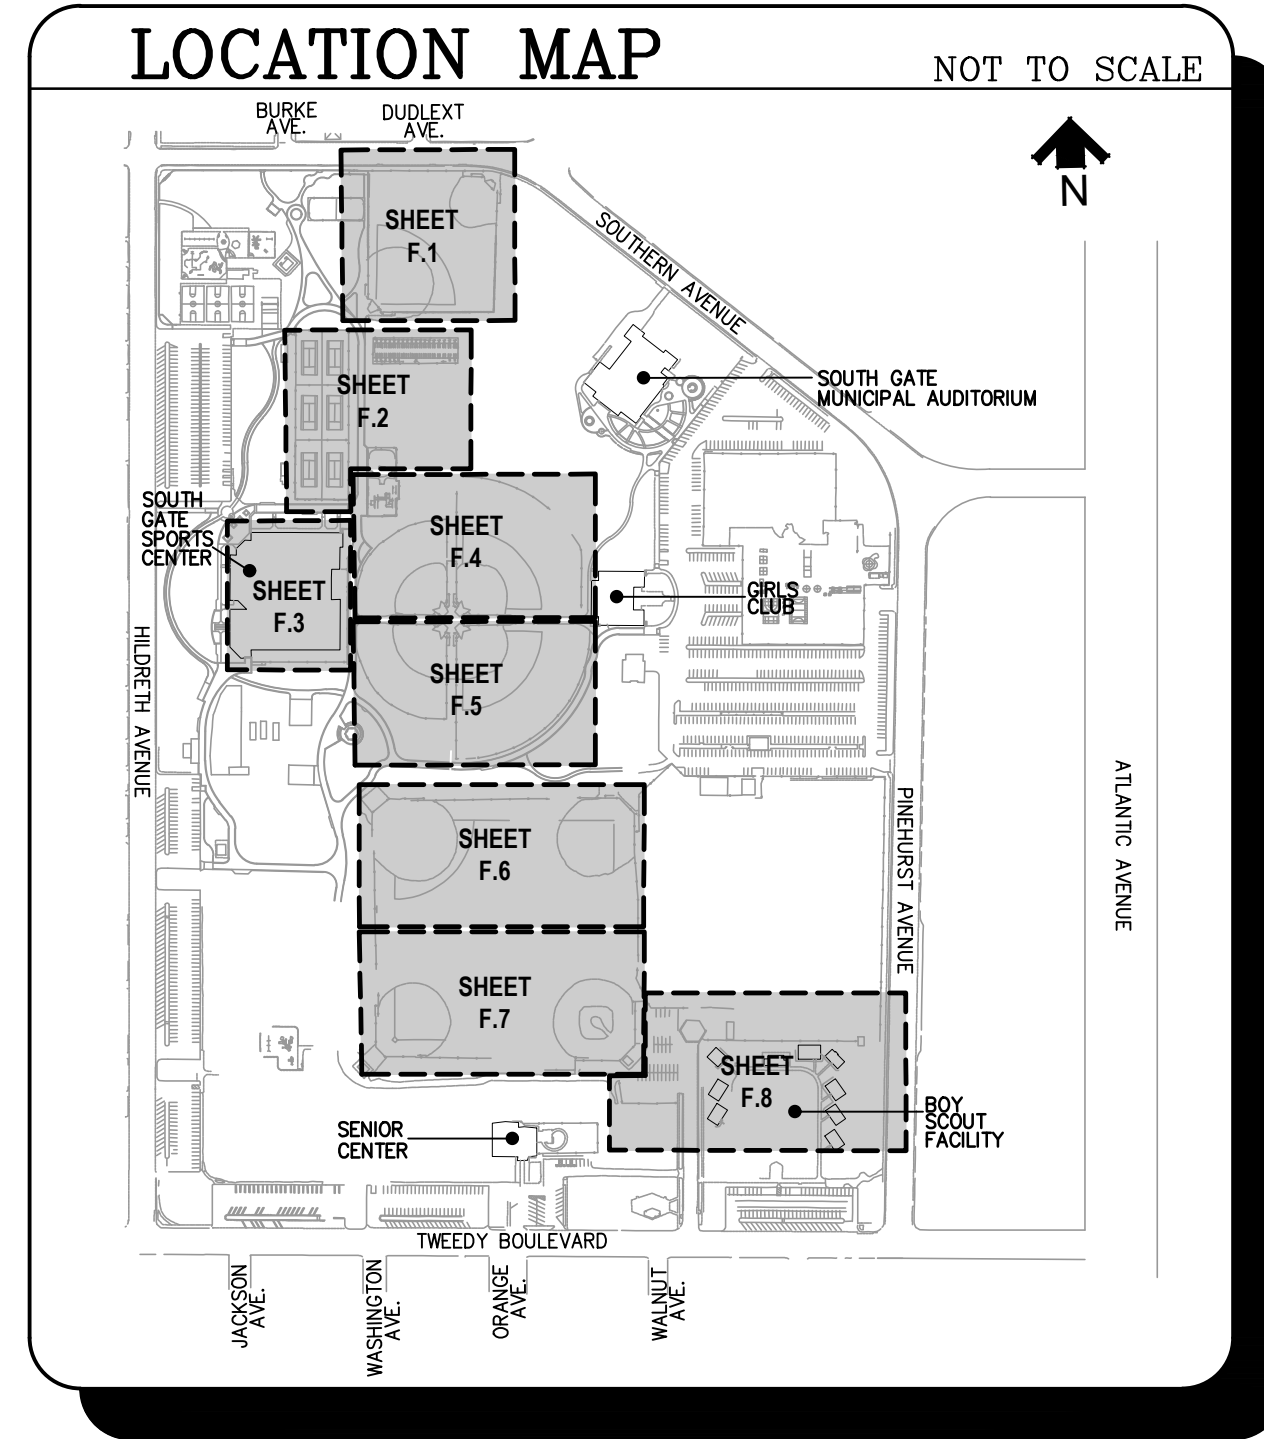 LOCATION MAP
NOT TO SCALE
BURKE
AVE.
DUDLEXT
AVE.
N
SHEET
F.1
SOUTHERN AVENUE
SHEET
F.2
SOUTH GATE
MUNICIPAL AUDITORIUM
SOUTH
GATE
SPORTS
CENTER
SHEET
F.4
SHEET
F.3
GIRLS
CLUB
SHEET
F.5
HILDRETH AVENUE
SHEET
F.6
PINEHURST AVENUE
ATLANTIC AVENUE
SHEET
F.7
SHEET
F.8
BOY
SCOUT
FACILITY
SENIOR
CENTER
TWEEDY BOULEVARD
JACKSON
AVE.
WASHINGTON
AVE.
ORANGE
AVE.
WALNUT
AVE.